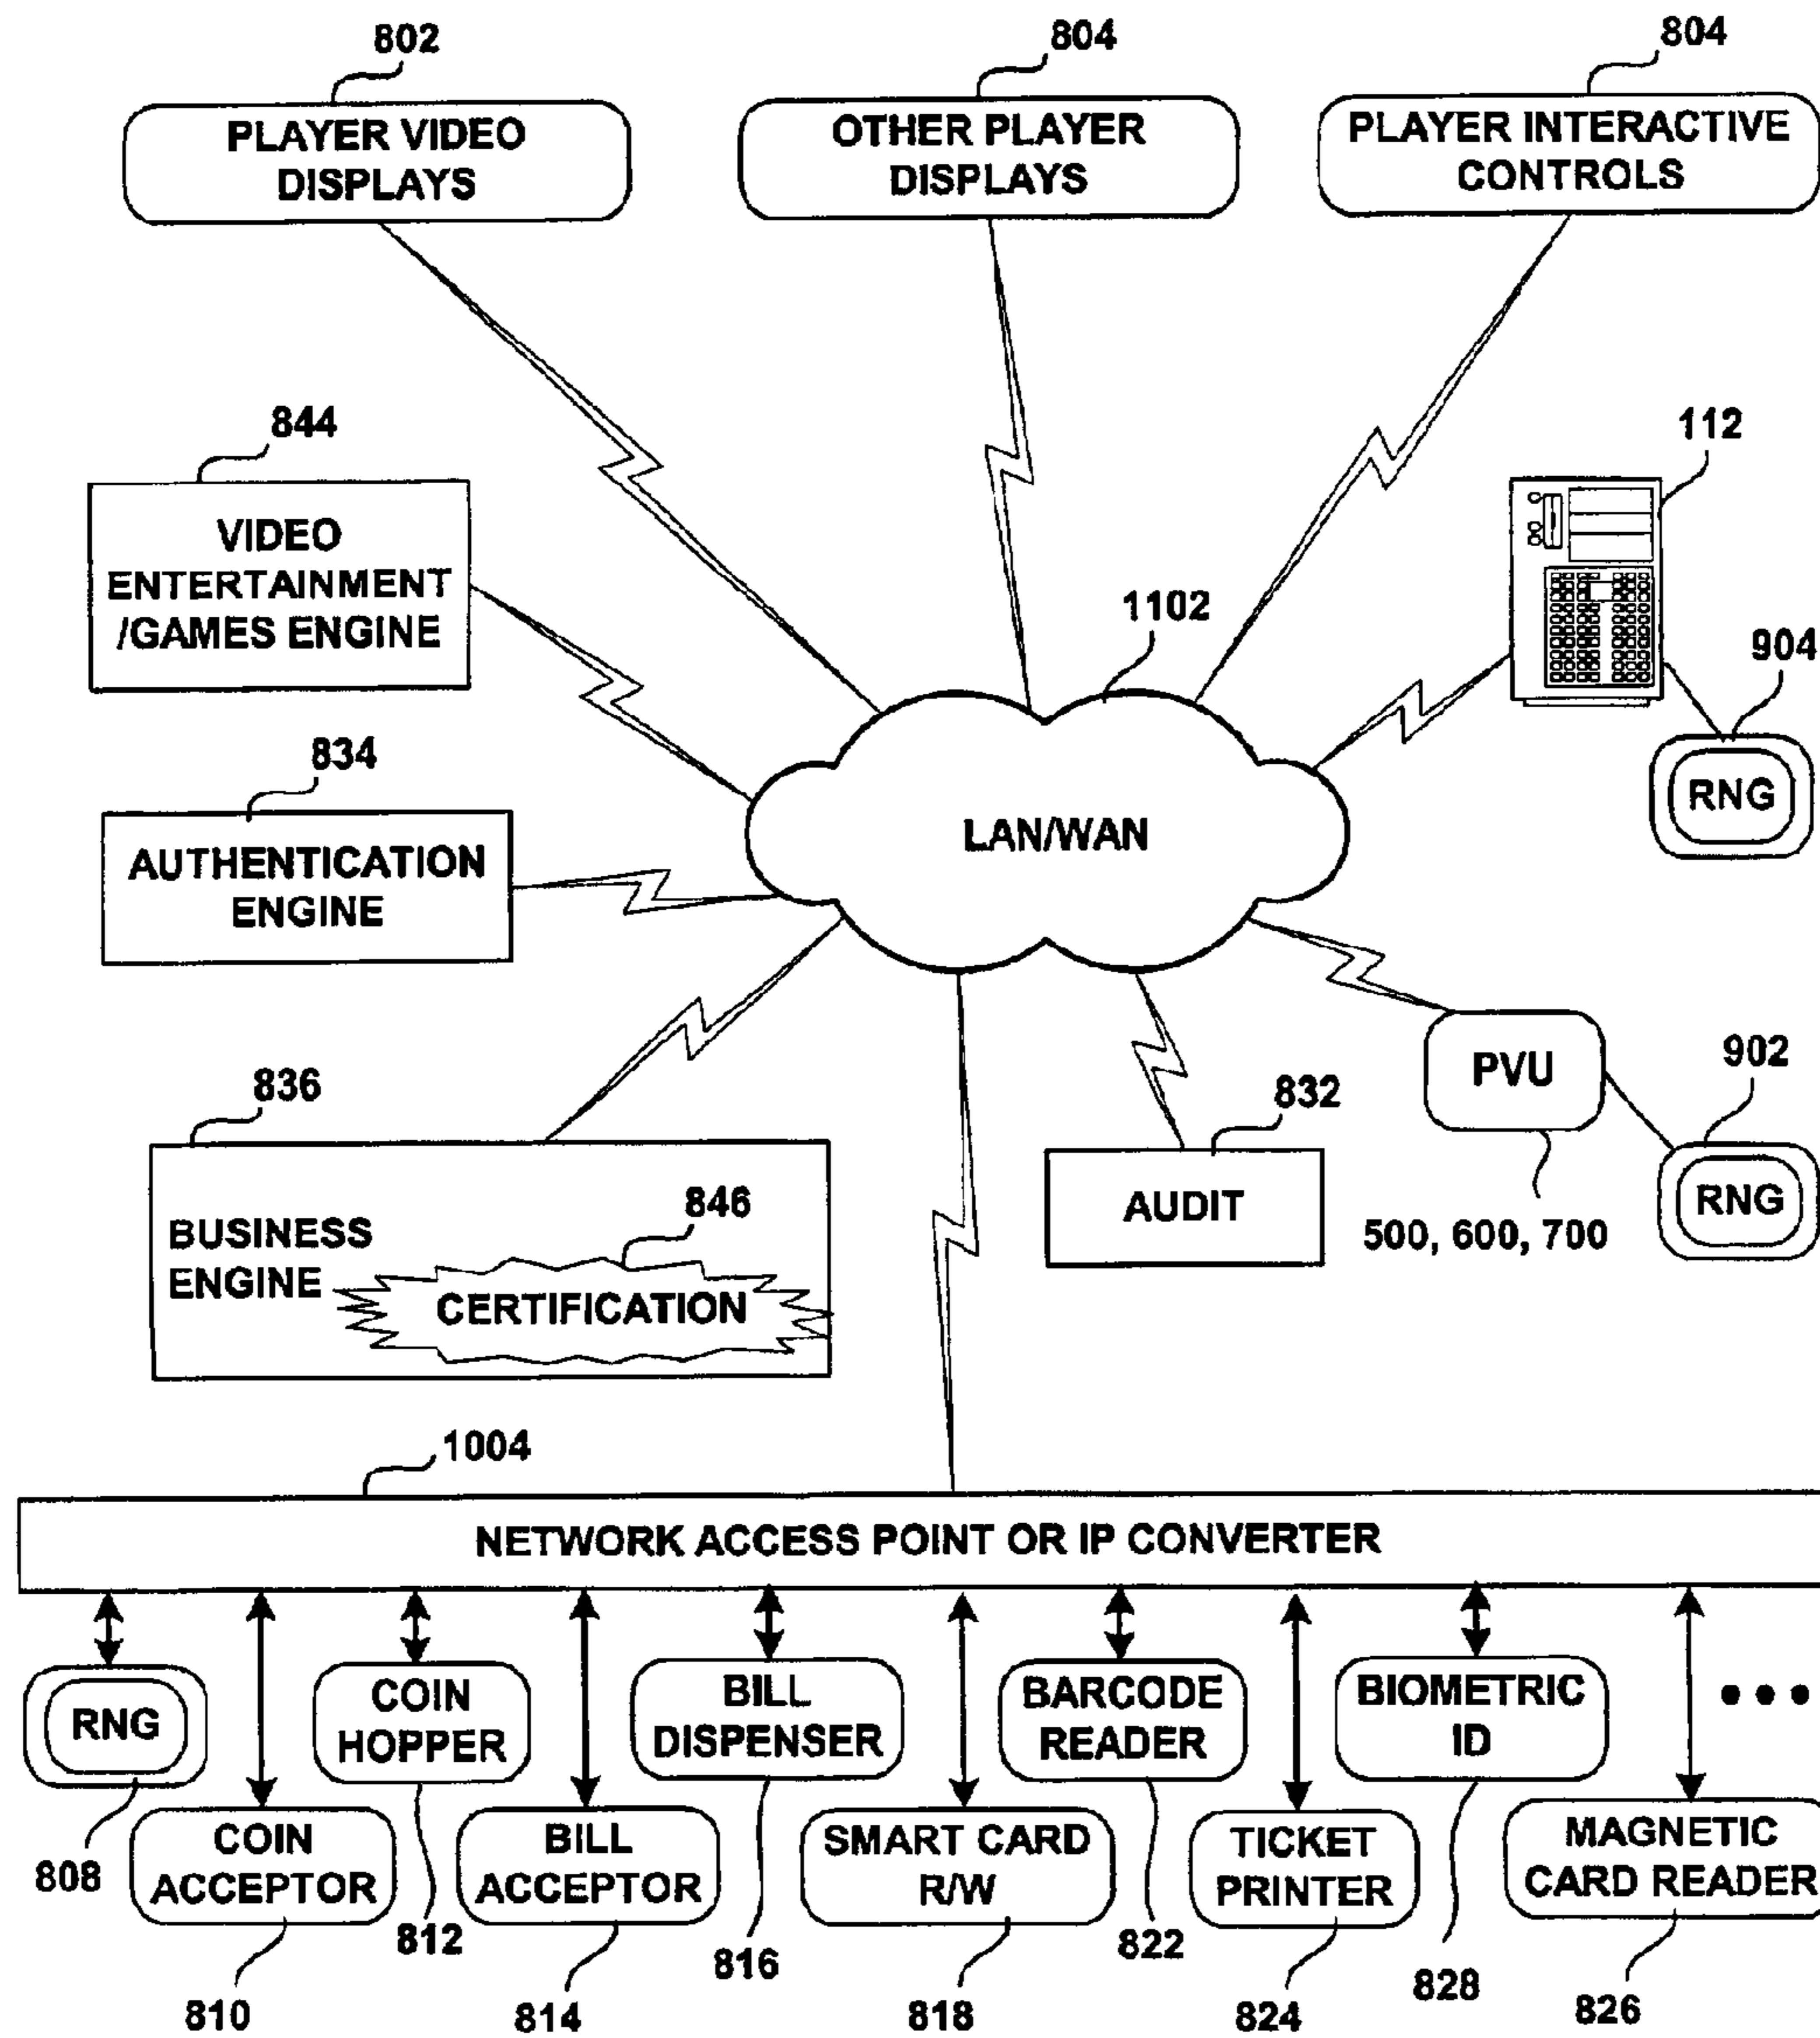 802
804
804
PLAYER VIDEO
DISPLAYS
OTHER PLAYER
DISPLAYS
PLAYER INTERACTIVE
CONTROLS
844
112
VIDEO
ENTERTAINMENT
/GAMES ENGINE
1102
904
RNG
834
LAN/WAN
AUTHENTICATION
ENGINE
PVU
902
836
832
RNG
846
AUDIT
500, 600, 700
BUSINESS
ENGINE
CERTIFICATION
1004
NETWORK ACCESS POINT OR IP CONVERTER
RNG
COIN
HOPPER
BILL
DISPENSER
BARCODE
READER
BIOMETRIC
ID
•••
808
COIN
ACCEPTOR
812
BILL
ACCEPTOR
816
SMART CARD
R/W
822
TICKET
PRINTER
828
MAGNETIC
CARD READER
810
814
818
824
826